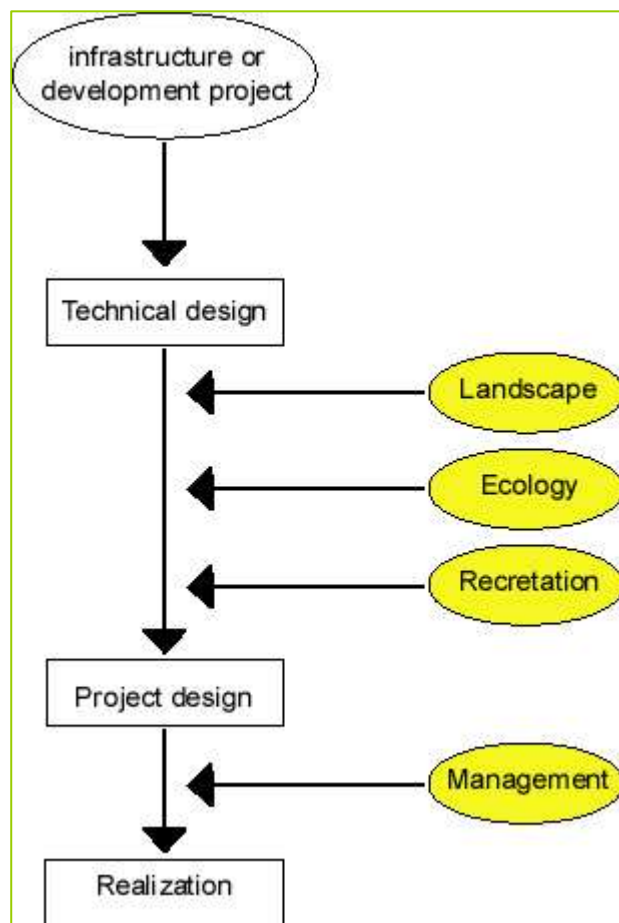 infrastructure or
development project
Technical design
Landscape
Ecology
Recretation
Project design
Management
Realization